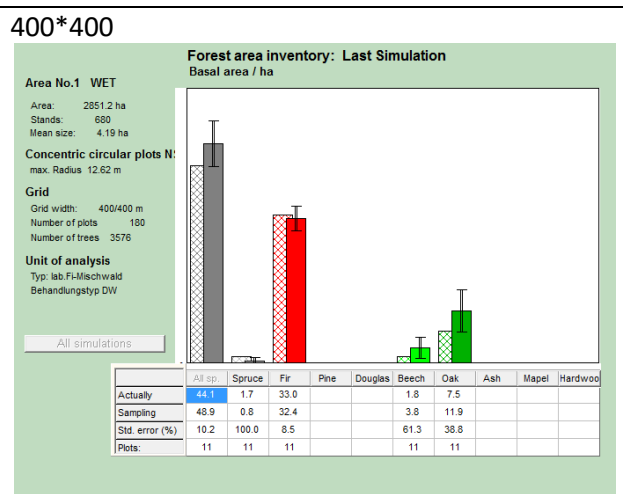 400*400
Forest area inventory: Last Simulation
Basal area / ha
Area No.1 WET
Area: 2851.2 ha
Stands: 680
Mean size: 4.19 ha
Concentric circular plots N:
max. Radius 12.62 m
Grid
Grid width: 400/400 m
Number of plots 180
Number of trees 3576
Unit of analysis
Typ: lab.Fi-Mischwald
Behandlungstyp DW
All simulations
All sp. Spruce Fir Pine Douglas Beech Oak Ash Mapel Hardwoo
Actually 44.1 1.7 33.0 1.8 7.5
Sampling 48.9 0.8 32.4 3.8 11.9
Std. error (%) 10.2 100.0 8.5 61.3 38.8
Plots: 11 11 11 11 11